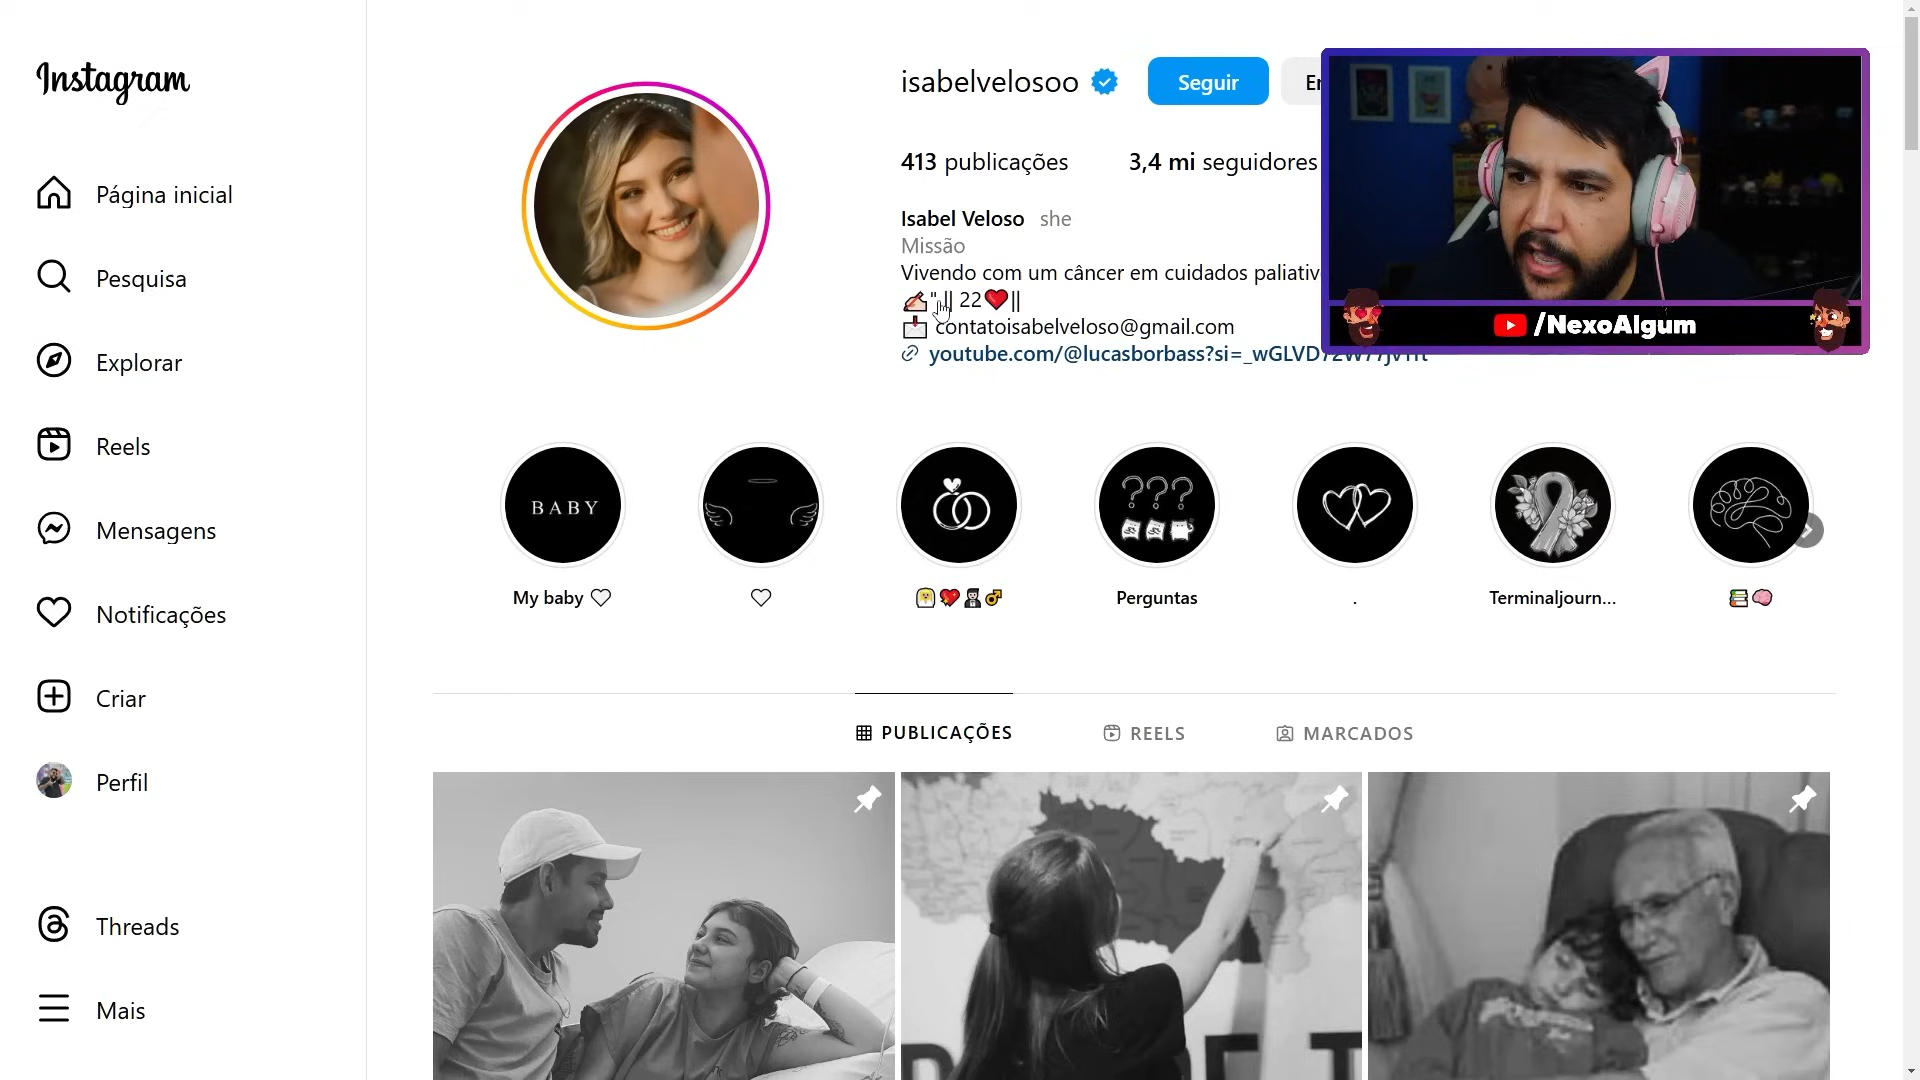 Instagram
Página inicial
Pesquisa
Explorar
Reels
Mensagens
Notificações
Criar
Perfil
Threads
Mais
isabelvelosoo
Seguir
413 publicações
3,4 mi seguidores
Isabel Veloso she
Missão
Vivendo com um câncer em cuidados
✍🏻" || 22❤️||
📩 contatoisabelveloso@gmail.com
youtube.com/@lucasborbass?si=
/NexoAlgum
BABY
???
My baby ♡
♡
👰💖🤵‍♂
Perguntas
.
Terminaljourn...
📚🧠
PUBLICAÇÕES
REELS
MARCADOS